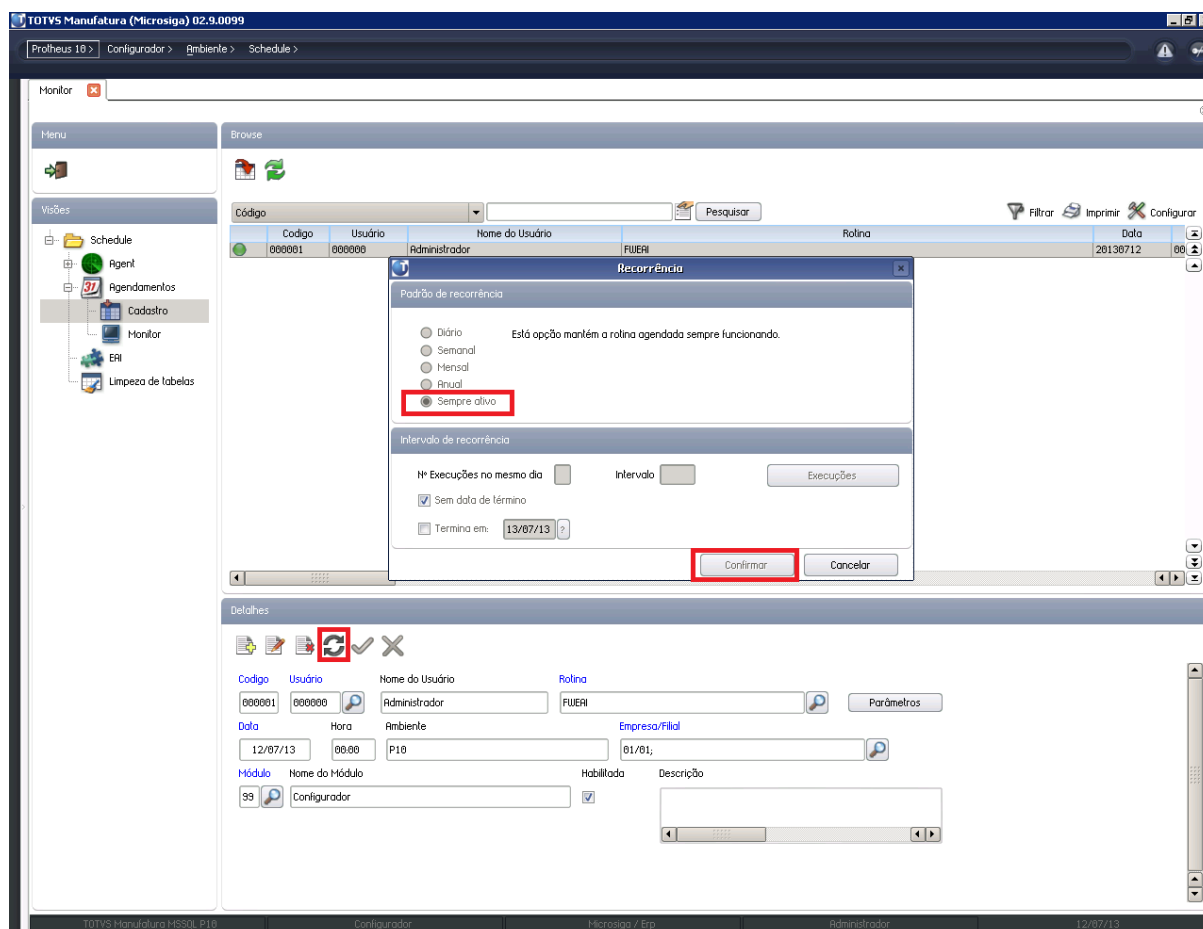 TOTVS Manufatura (Microsiga) 02.9.0099
Protheus 10 > Configurador > Ambiente > Schedule >
Monitor
Menu
Browse
Visões
Código Pesquisar Filtrar Imprimir Configurar
Codigo Usuário Nome do Usuário Rotina Data
000001 000000 Administrador FWEAI 20130712 00
Schedule
Agent
Agendamentos
Cadastro
Monitor
EAI
Limpeza de tabelas
Recorrência
Padrão de recorrência
Diário Está opção mantém a rotina agendada sempre funcionando.
Semanal
Mensal
Anual
Sempre ativo
Intervalo de recorrência
Nº Execuções no mesmo dia Intervalo Execuções
Sem data de término
Termina em: 13/07/13 ?
Confirmar Cancelar
Detalhes
Codigo Usuário Nome do Usuário Rotina
000001 000000 Administrador FWEAI Parâmetros
Data Hora Ambiente Empresa/Filial
12/07/13 00:00 P10 01/01;
Módulo Nome do Módulo Habilitada Descrição
99 Configurador
TOTVS Manufatura MSSQL P10 Configurador Microsiga / Erp Administrador 12/07/13